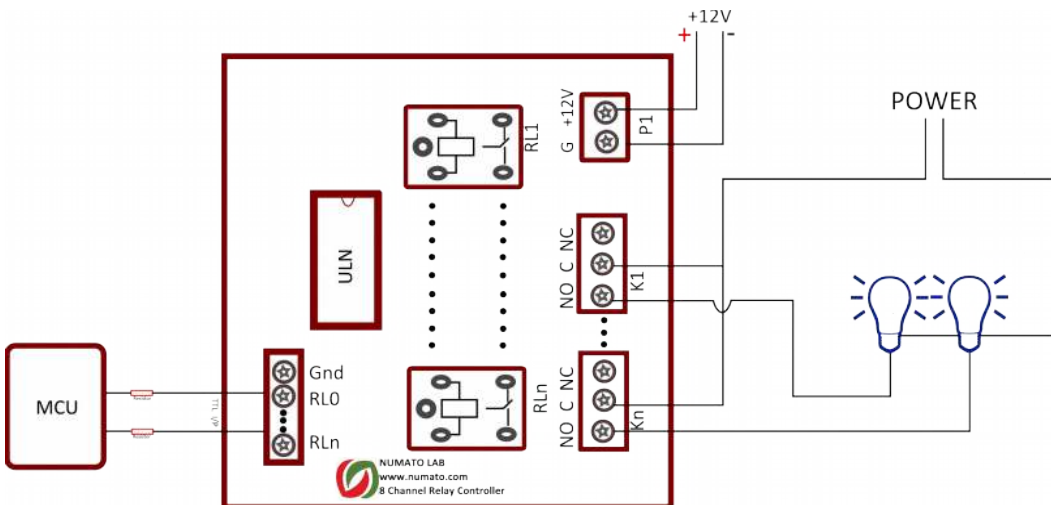 +12V
+ -
POWER
G +12V
P1
RL1
ULN
NO C NC
K1
MCU
Gnd
RL0
RLn
TTL I/P
RLn
NO C NC
Kn
NUMATO LAB
www.numato.com
8 Channel Relay Controller